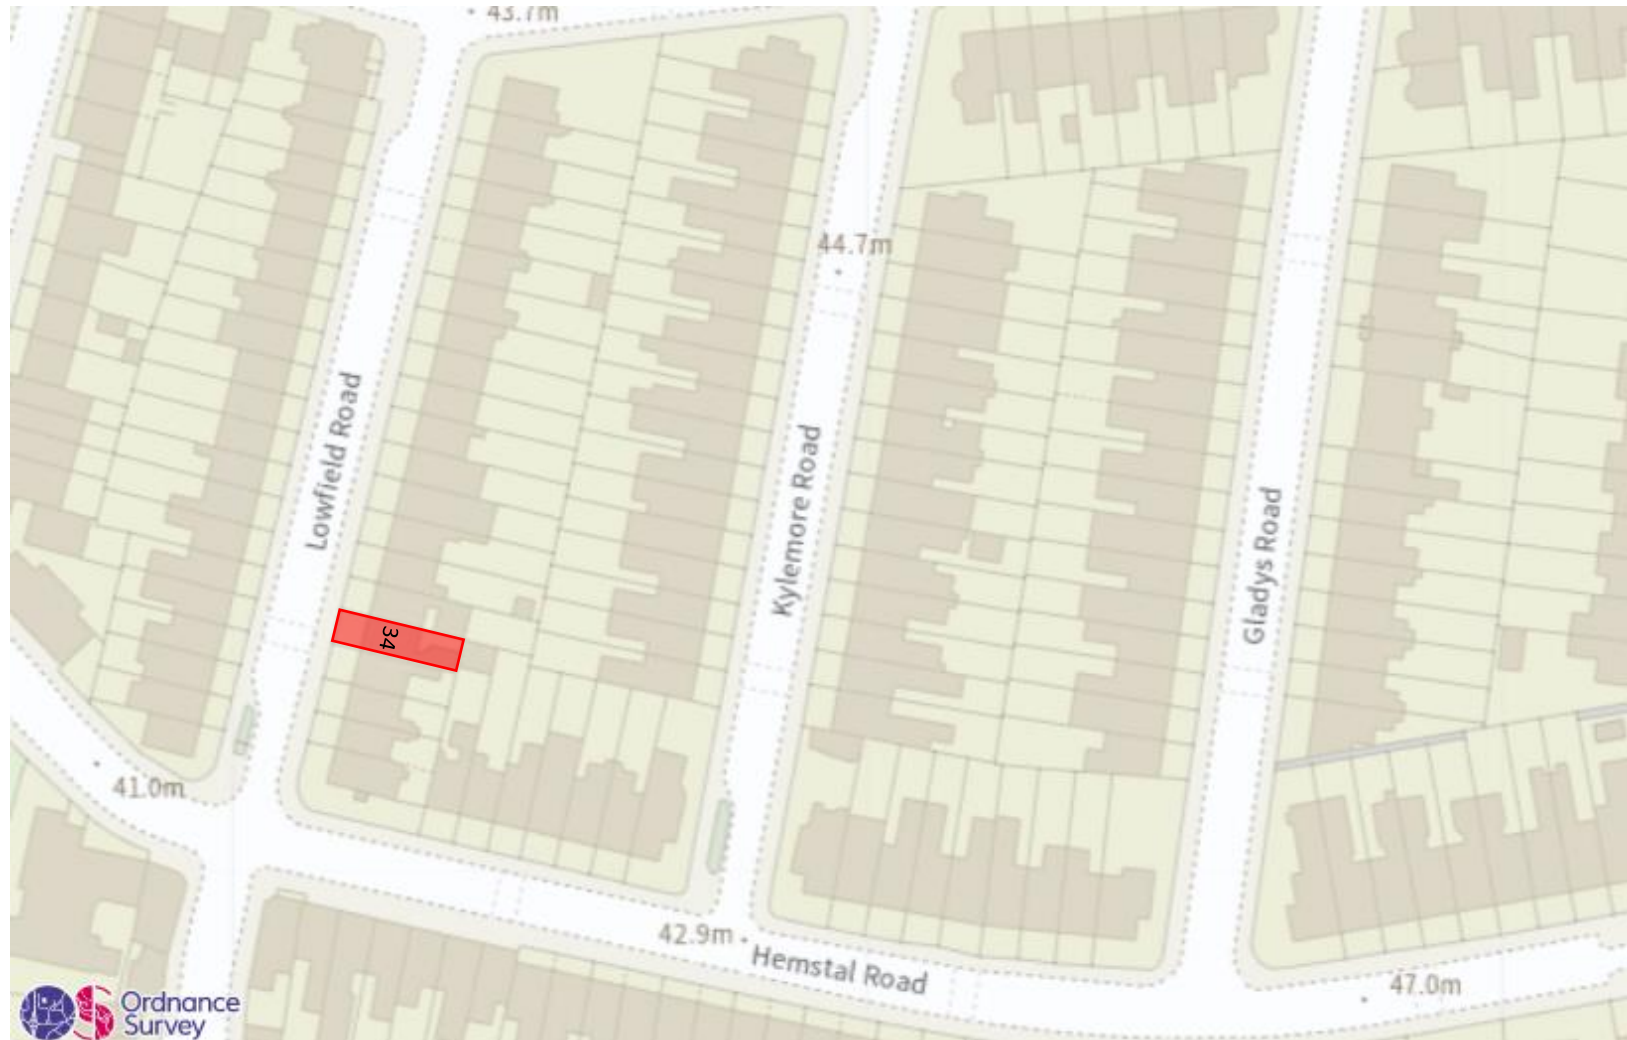 43.7m
44.7m
Lowfield Road
Kylemore Road
Gladys Road
34
41.0m
42.9m
Hemstal Road
47.0m
Ordnance
Survey